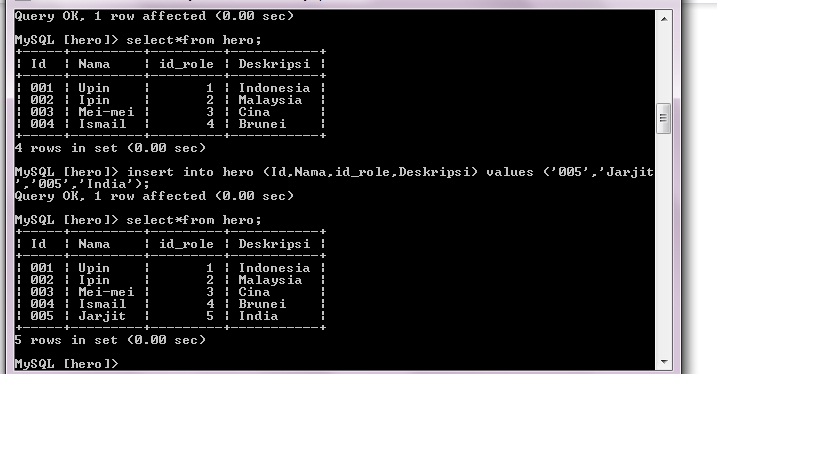 Query OK, 1 row affected (0.00 sec)
MySQL [hero]> select*from hero;
+-----+---------+---------+-----------+
| Id  | Nama    | id_role | Deskripsi |
+-----+---------+---------+-----------+
| 001 | Upin    |       1 | Indonesia |
| 002 | Ipin    |       2 | Malaysia  |
| 003 | Mei-mei |       3 | Cina      |
| 004 | Ismail  |       4 | Brunei    |
+-----+---------+---------+-----------+
4 rows in set (0.00 sec)
MySQL [hero]> insert into hero (Id,Nama,id_role,Deskripsi) values ('005','Jarjit
','005','India');
Query OK, 1 row affected (0.00 sec)
MySQL [hero]> select*from hero;
+-----+---------+---------+-----------+
| Id  | Nama    | id_role | Deskripsi |
+-----+---------+---------+-----------+
| 001 | Upin    |       1 | Indonesia |
| 002 | Ipin    |       2 | Malaysia  |
| 003 | Mei-mei |       3 | Cina      |
| 004 | Ismail  |       4 | Brunei    |
| 005 | Jarjit  |       5 | India     |
+-----+---------+---------+-----------+
5 rows in set (0.00 sec)
MySQL [hero]>